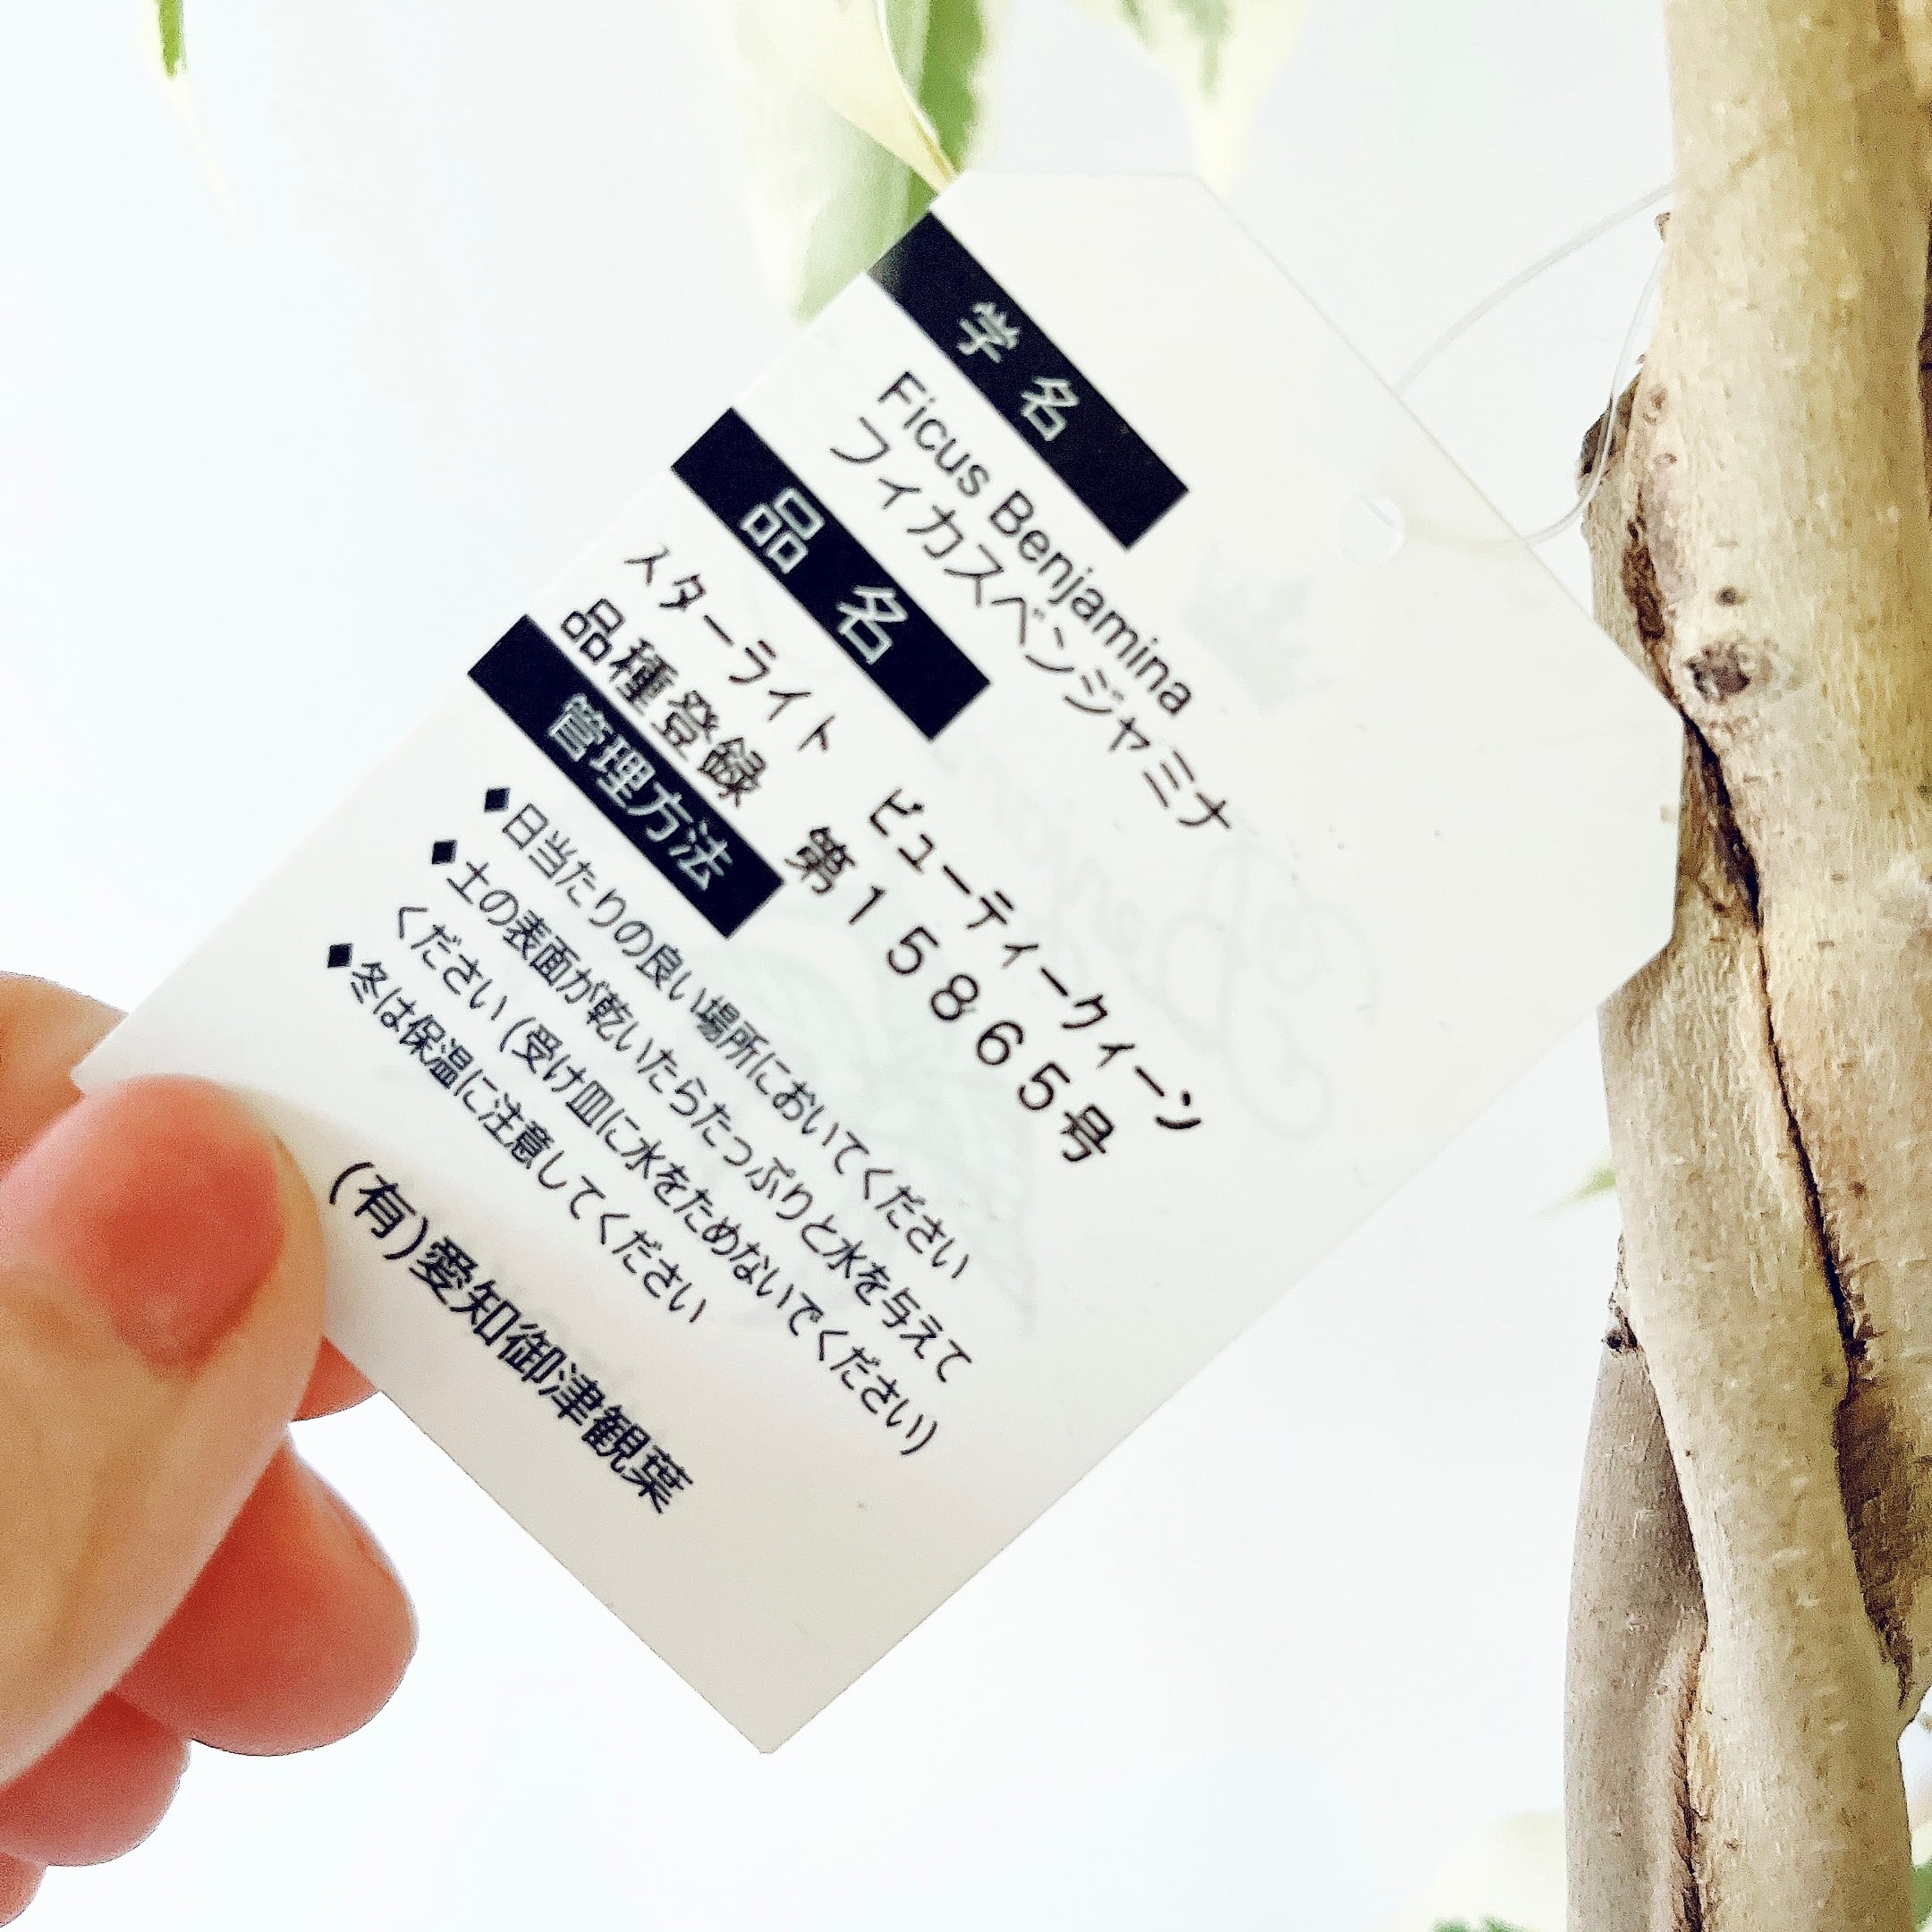 学名
Ficus Benjamina
フィカスベンジャミナ
品名
スターライト ビューティークィーン
品種登録 第15865号
管理方法
◆日当たりの良い場所においてください
◆土の表面が乾いたらたっぷりと水を与えて
ください(受け皿に水をためないでください)
◆冬は保温に注意してください
(有)愛知御津観葉